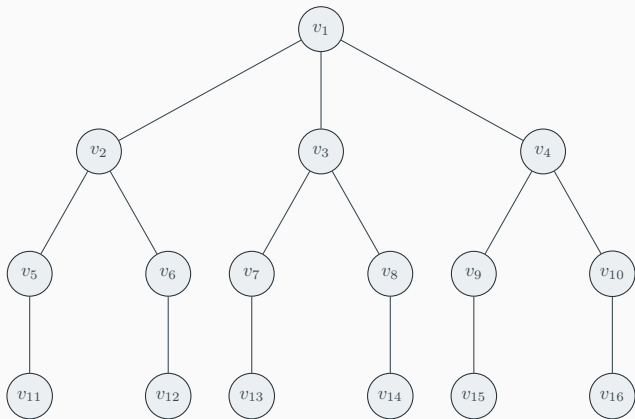 v₁
v₂ v₃ v₄
v₅ v₆ v₇ v₈ v₉ v₁₀
v₁₁ v₁₂ v₁₃ v₁₄ v₁₅ v₁₆